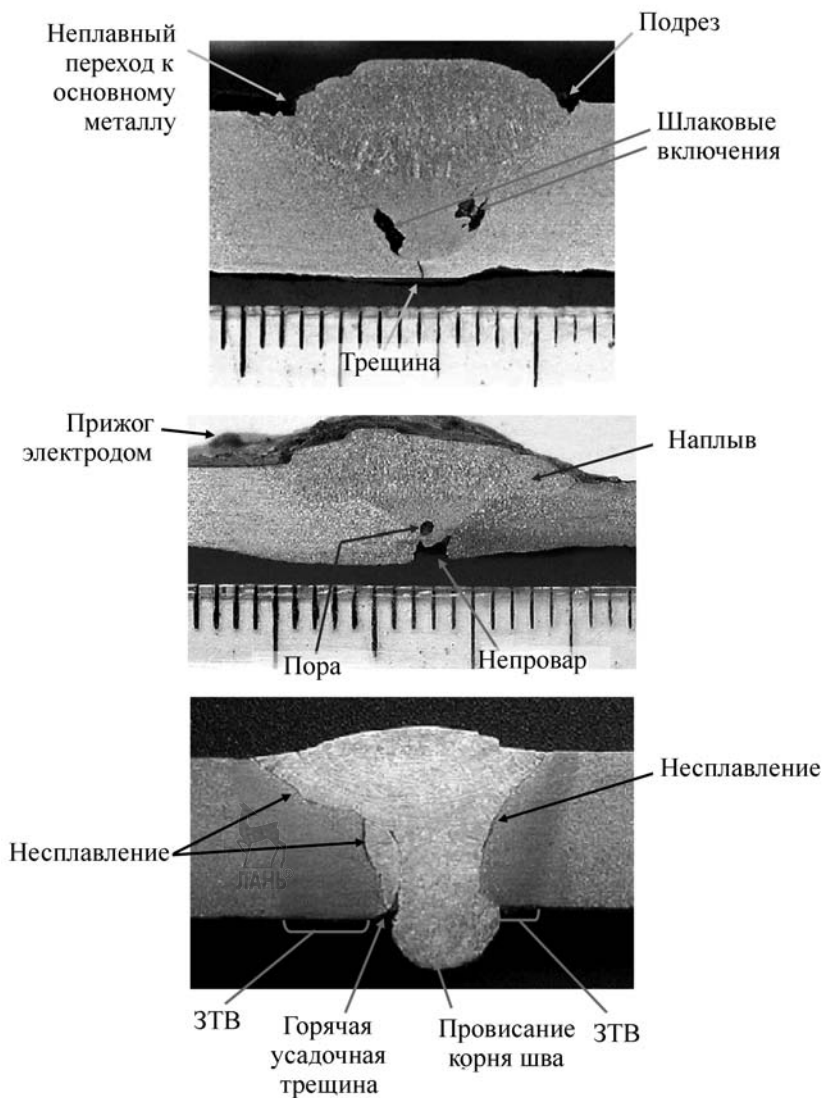 Неплавный
переход к
основному
металлу
Подрез
Шлаковые
включения
Трещина
Прижог
электродом
Наплыв
Пора
Непровар
Несплавление
Несплавление
ЛАНЬ
ЗТВ
Горячая
усадочная
трещина
Провисание
корня шва
ЗТВ